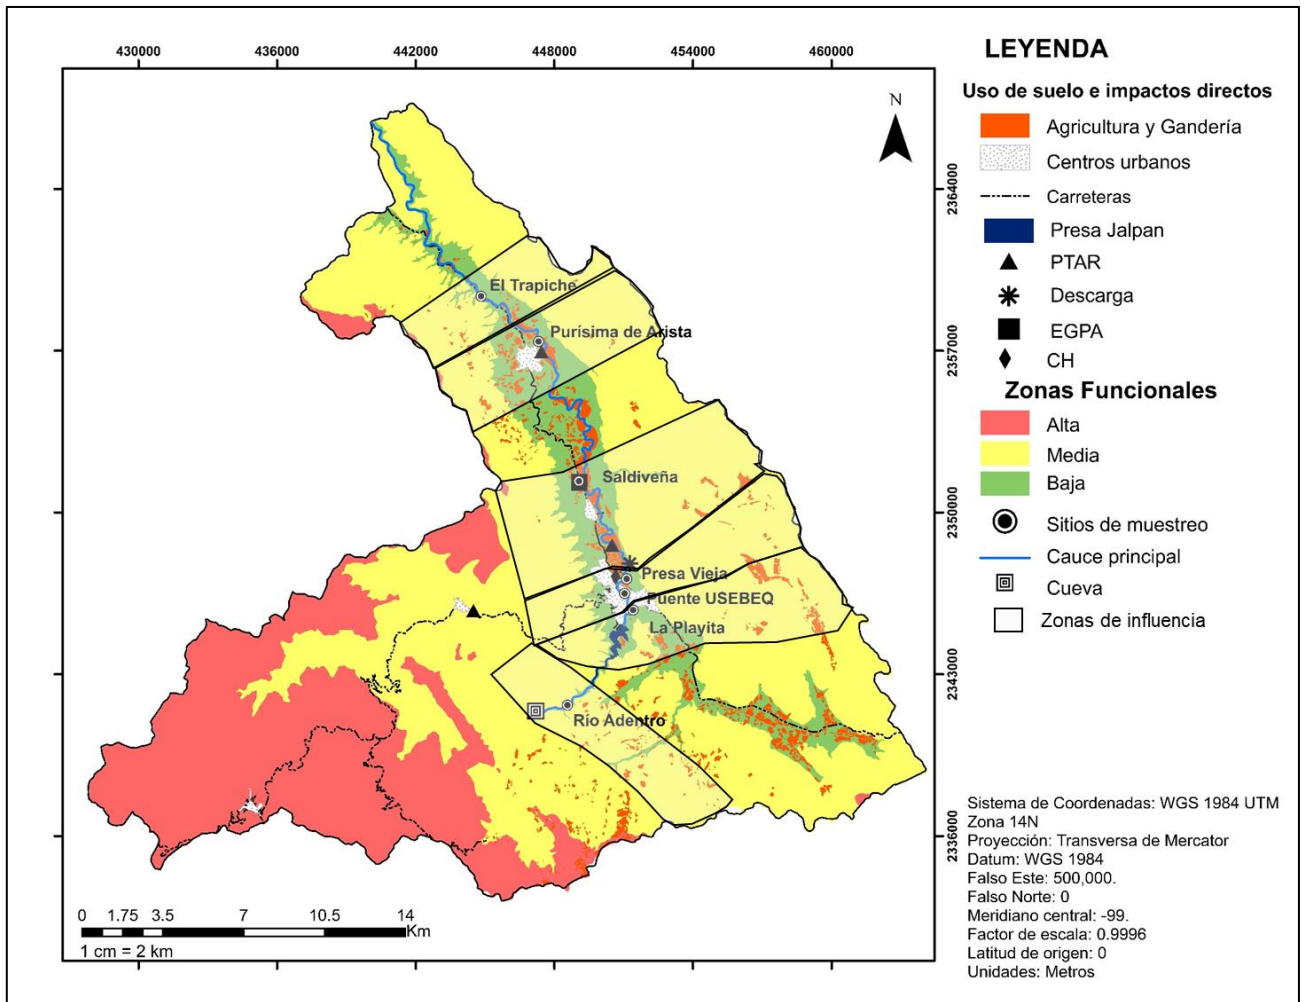 430000 436000 442000 448000 454000 460000
N
2364000
2357000
2350000
2343000
2336000
El Trapiche
Purísima de Arista
Saldiveña
Presa Vieja
Puente USEBEQ
La Playita
Río Adentro
0 1.75 3.5 7 10.5 14
Km
1 cm = 2 km
LEYENDA
Uso de suelo e impactos directos
Agricultura y Gandería
Centros urbanos
Carreteras
Presa Jalpan
PTAR
Descarga
EGPA
CH
Zonas Funcionales
Alta
Media
Baja
Sitios de muestreo
Cauce principal
Cueva
Zonas de influencia
Sistema de Coordenadas: WGS 1984 UTM
Zona 14N
Proyección: Transversa de Mercator
Datum: WGS 1984
Falso Este: 500,000.
Falso Norte: 0
Meridiano central: -99.
Factor de escala: 0.9996
Latitud de origen: 0
Unidades: Metros